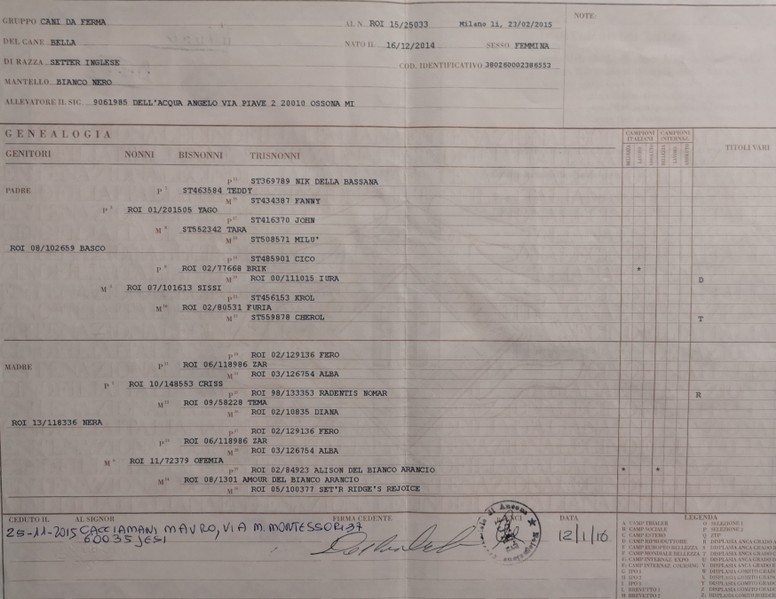 GRUPPO CANI DA FERMA AL N. ROI 15/25033 Milano li, 23/02/2015 NOTE:
DEL CANE BELLA NATO IL 16/12/2014 SESSO FEMMINA
DI RAZZA SETTER INGLESE COD. IDENTIFICATIVO 380260002386553
MANTELLO BIANCO NERO
ALLEVATORE IL SIG. 9061985 DELL'ACQUA ANGELO VIA PIAVE 2 20010 OSSONA MI
GENEALOGIA
GENITORI NONNI BISNONNI TRISNONNI TITOLI VARI
P ST369789 NIK DELLA BASSANA
PADRE P ST463584 TEDDY
M ST434387 FANNY
P ROI 01/201505 YAGO
P ST416370 JOHN
M ST552342 TARA
M ST508571 MILU'
ROI 08/102659 BASCO
P ST485901 CICO
P ROI 02/77668 BRIK *
M ROI 00/111015 IURA D
M ROI 07/101613 SISSI
P ST456153 KROL
M ROI 02/80531 FURIA
M ST559878 CHEROL T
P ROI 02/129136 FERO
MADRE P ROI 06/118986 ZAR
M ROI 03/126754 ALBA
P ROI 10/148553 CRISS
P ROI 98/133353 RADENTIS NOMAR R
M ROI 09/58228 TEMA
M ROI 02/10835 DIANA
ROI 13/118336 NERA
P ROI 02/129136 FERO
P ROI 06/118986 ZAR
M ROI 03/126754 ALBA
M ROI 11/72379 OFEMIA
P ROI 02/84923 ALISON DEL BIANCO ARANCIO * *
M ROI 08/1301 AMOUR DEL BIANCO ARANCIO
M ROI 05/100377 SET'R RIDGE'S REJOICE
CEDUTO IL AL SIGNOR FIRMA CEDENTE DATA LEGENDA
25-11-2015 CACCIAMANI MAURO, VIA M. MONTESSORI 37 12/1/16
60035 JESI